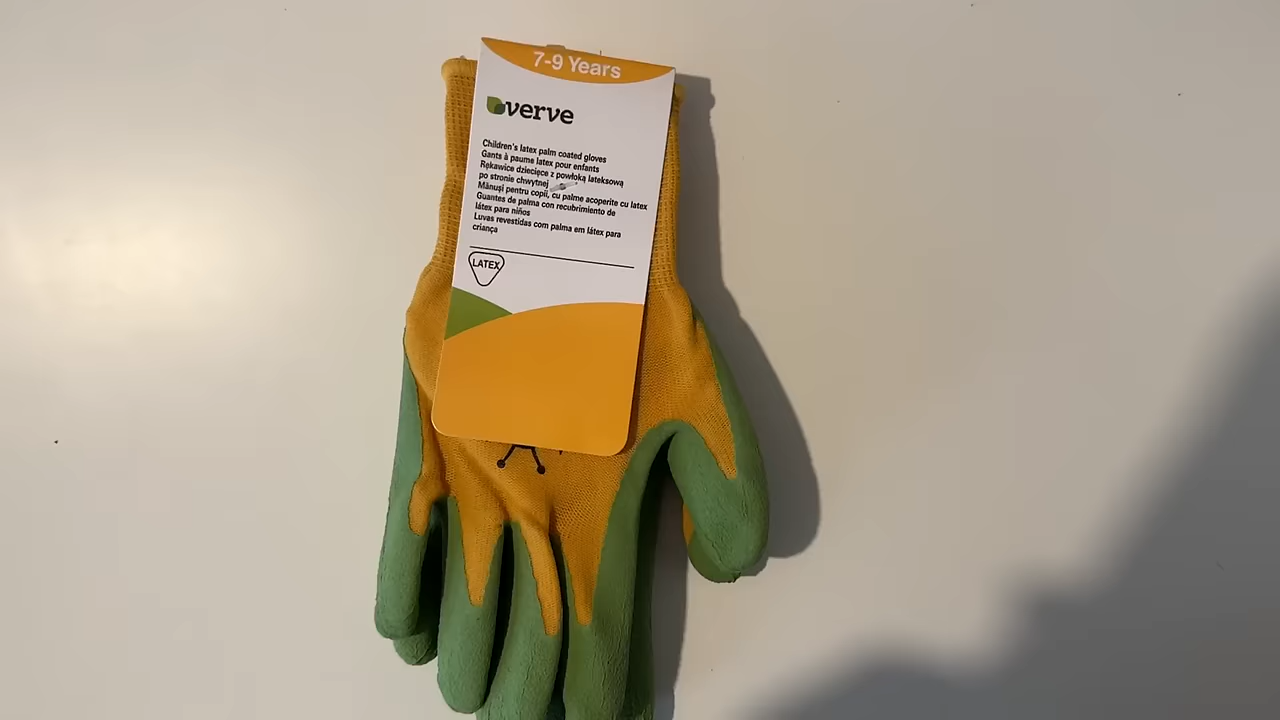 7-9 Years
verve
Children's latex palm coated gloves
Gants à paume latex pour enfants
Rękawice dziecięce z powłoką lateksową
po stronie chwytnej
Mănuși pentru copii, cu palme acoperite cu latex
Guantes de palma con recubrimiento de
látex para niños
Luvas revestidas com palma em látex para
criança
LATEX